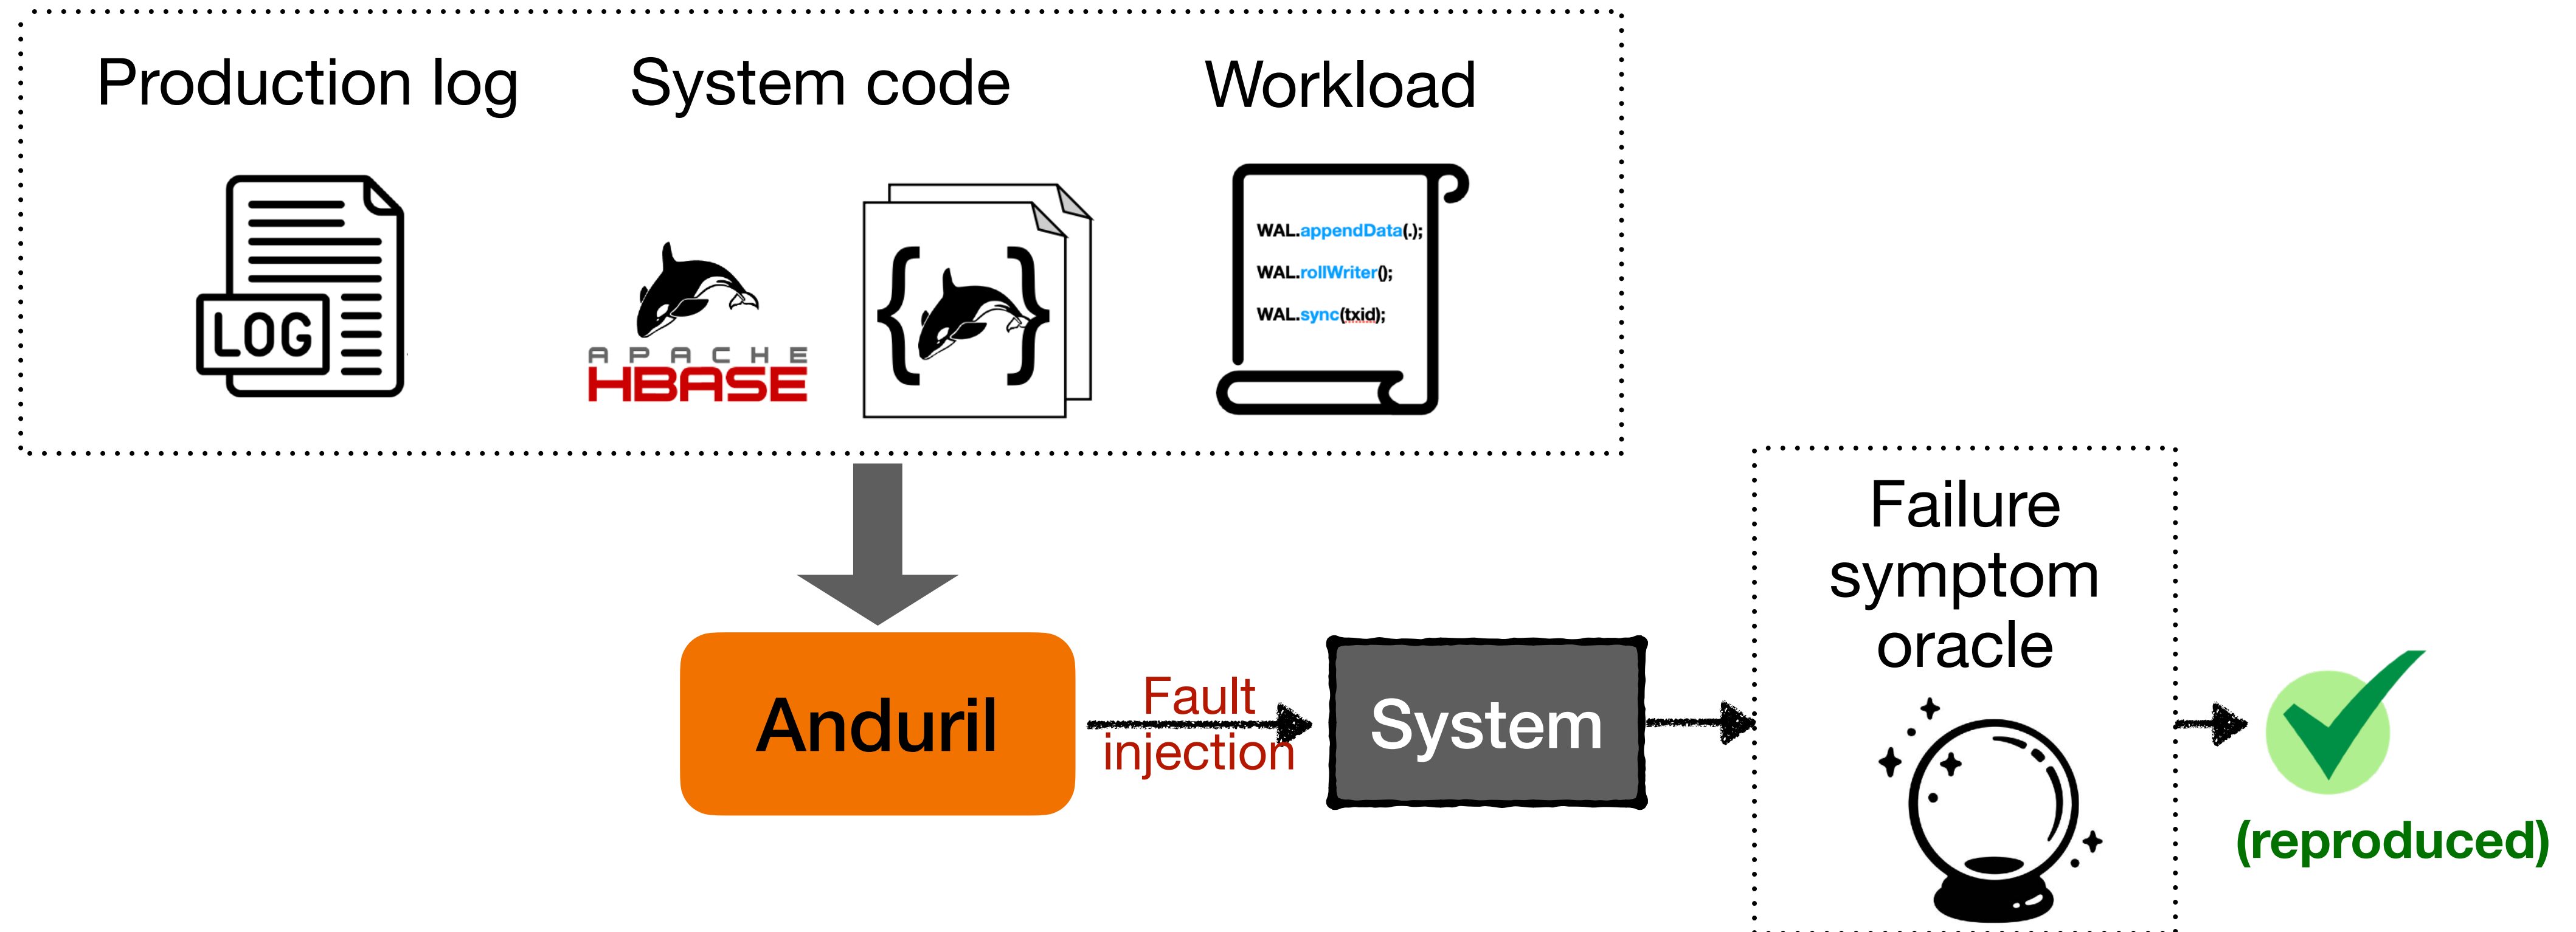 Production log
System code
Workload
LOG
APACHE
HBASE
{ }
WAL.appendData(.);
WAL.rollWriter();
WAL.sync(txid);
Anduril
Fault
injection
System
Failure
symptom
oracle
(reproduced)